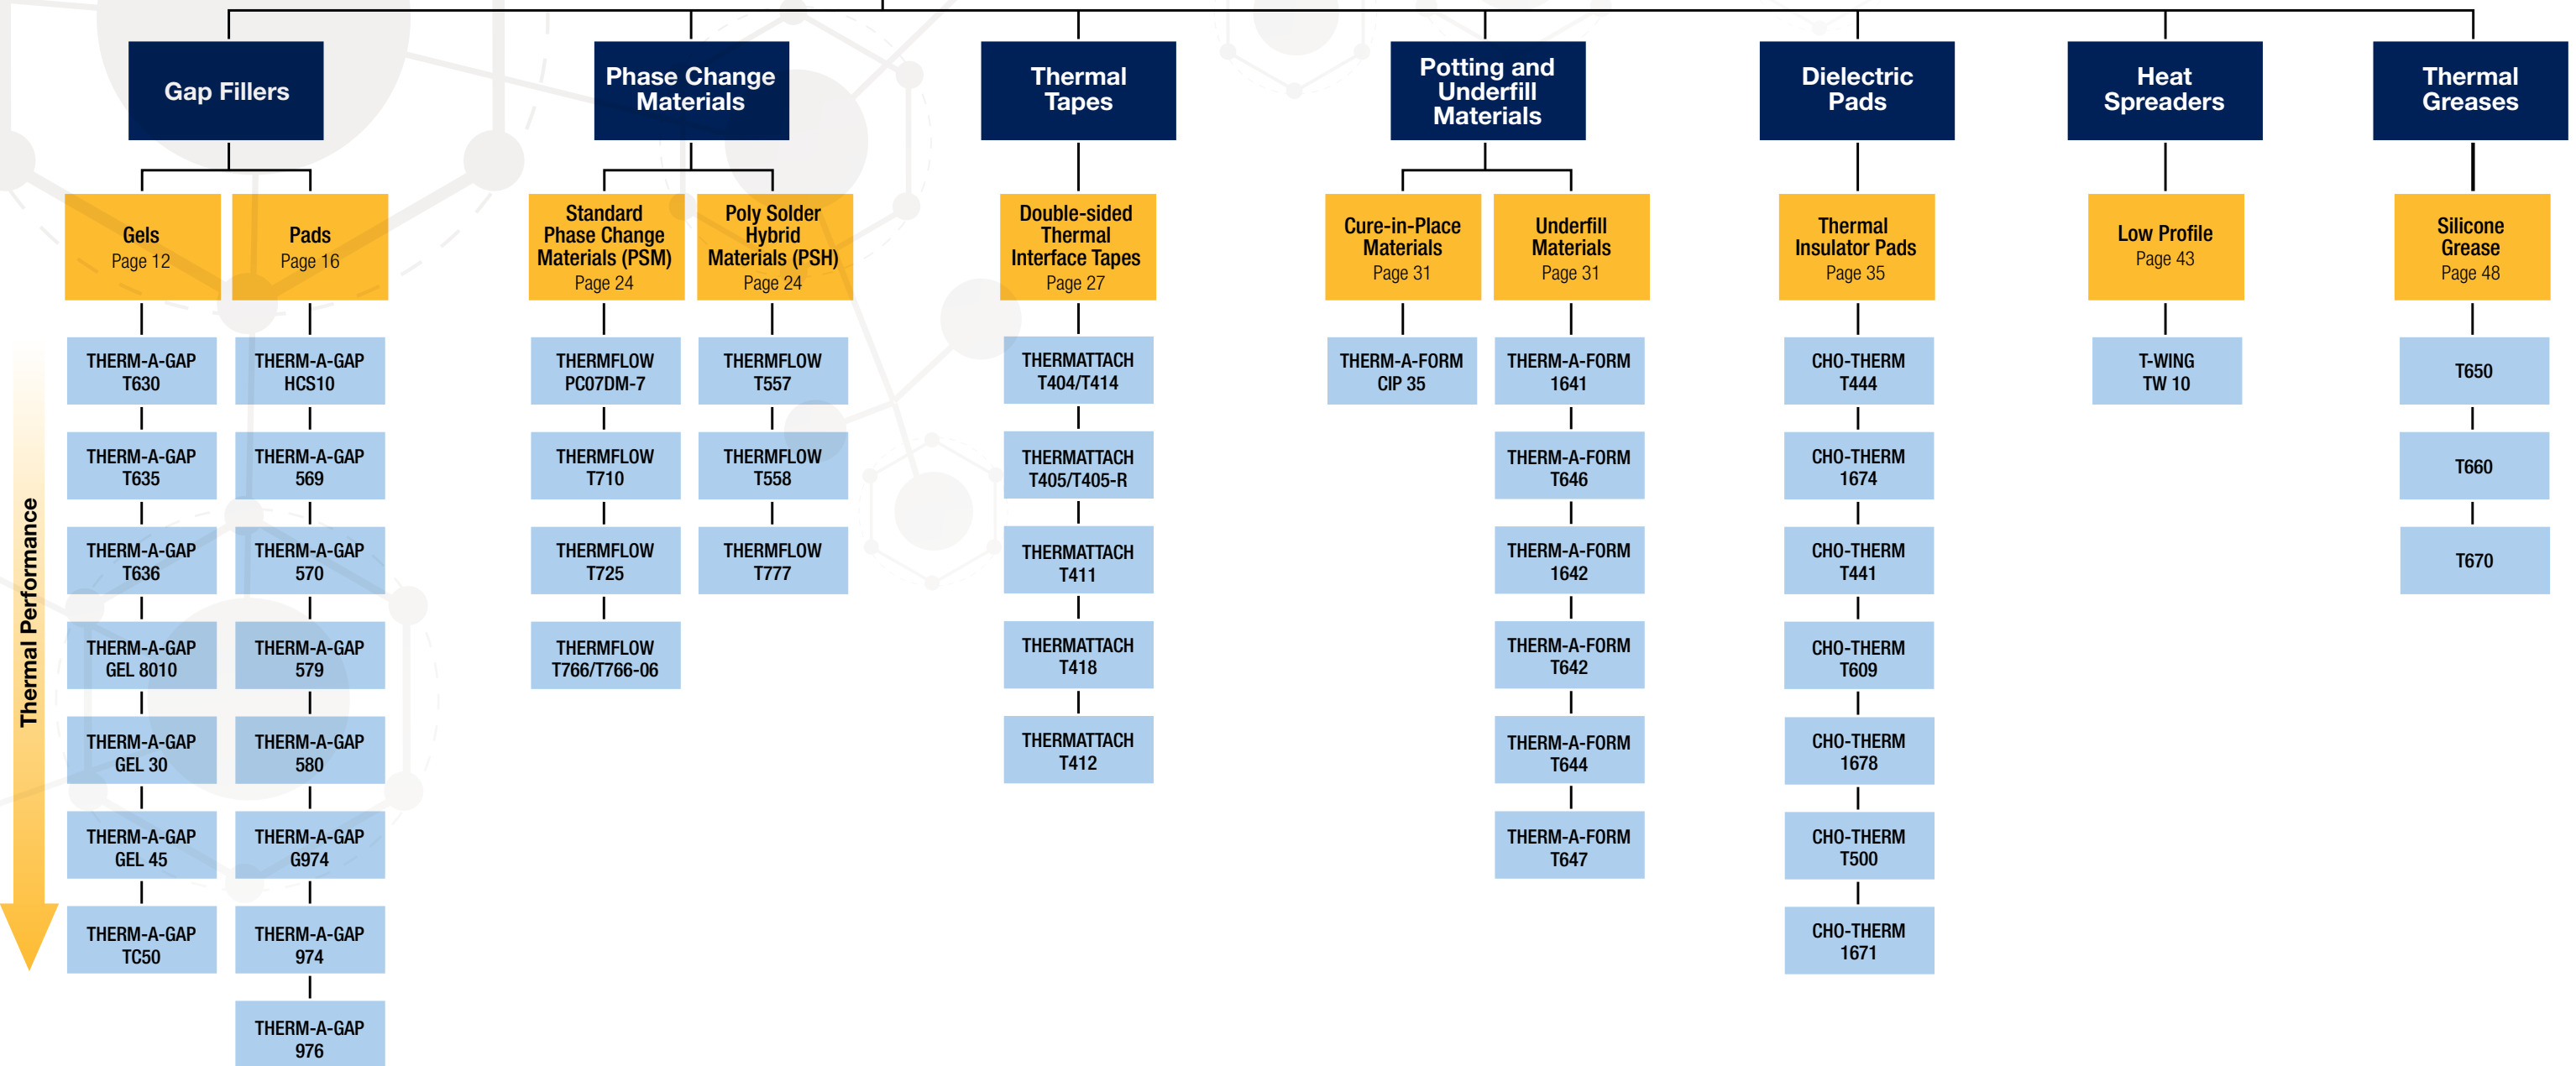 Gap Fillers
Phase Change
Materials
Thermal
Tapes
Potting and
Underfill
Materials
Dielectric
Pads
Heat
Spreaders
Thermal
Greases
Gels
Page 12
Pads
Page 16
Standard
Phase Change
Materials (PSM)
Page 24
Poly Solder
Hybrid
Materials (PSH)
Page 24
Double-sided
Thermal
Interface Tapes
Page 27
Cure-in-Place
Materials
Page 31
Underfill
Materials
Page 31
Thermal
Insulator Pads
Page 35
Low Profile
Page 43
Silicone
Grease
Page 48
Thermal Performance
THERM-A-GAP
T630
THERM-A-GAP
T635
THERM-A-GAP
T636
THERM-A-GAP
GEL 8010
THERM-A-GAP
GEL 30
THERM-A-GAP
GEL 45
THERM-A-GAP
TC50
THERM-A-GAP
HCS10
THERM-A-GAP
569
THERM-A-GAP
570
THERM-A-GAP
579
THERM-A-GAP
580
THERM-A-GAP
G974
THERM-A-GAP
974
THERM-A-GAP
976
THERMFLOW
PC07DM-7
THERMFLOW
T710
THERMFLOW
T725
THERMFLOW
T766/T766-06
THERMFLOW
T557
THERMFLOW
T558
THERMFLOW
T777
THERMATTACH
T404/T414
THERMATTACH
T405/T405-R
THERMATTACH
T411
THERMATTACH
T418
THERMATTACH
T412
THERM-A-FORM
CIP 35
THERM-A-FORM
1641
THERM-A-FORM
T646
THERM-A-FORM
1642
THERM-A-FORM
T642
THERM-A-FORM
T644
THERM-A-FORM
T647
CHO-THERM
T444
CHO-THERM
1674
CHO-THERM
T441
CHO-THERM
T609
CHO-THERM
1678
CHO-THERM
T500
CHO-THERM
1671
T-WING
TW 10
T650
T660
T670